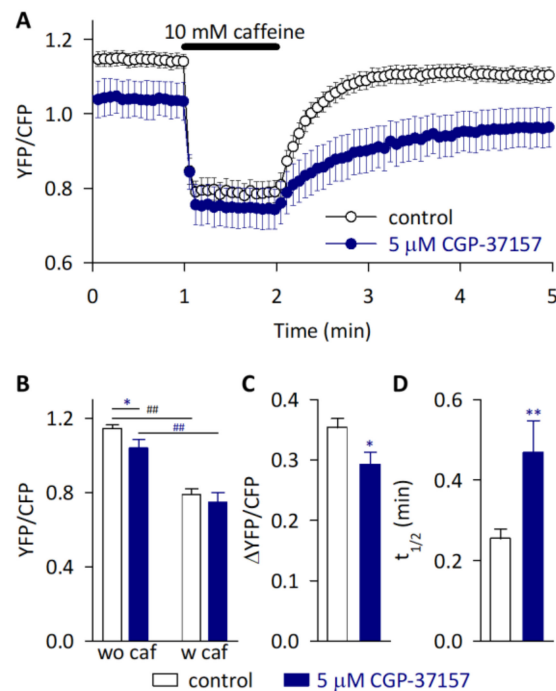 A
10 mM caffeine
1.2
1.0
0.8
0.6
YFP/CFP
control
5 μM CGP-37157
0 1 2 3 4 5
Time (min)
B
1.2
0.8
0.4
0.0
YFP/CFP
*
##
##
wo caf w caf
C
0.4
0.3
0.2
0.1
0.0
ΔYFP/CFP
*
D
0.6
0.4
0.2
0.0
t1/2 (min)
**
control 5 μM CGP-37157